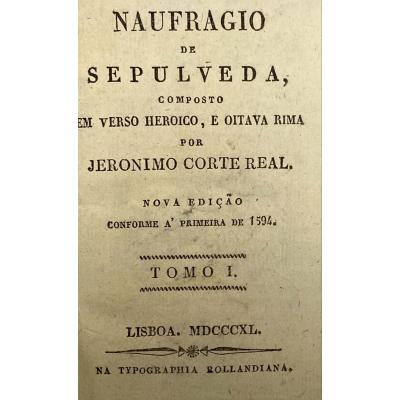 NAUFRAGIO
DE
SEPULVEDA,
COMPOSTO
EM VERSO HEROICO, E OITAVA RIMA
POR
JERONIMO CORTE REAL.
NOVA EDIÇÃO
CONFORME A' PRIMEIRA DE 1594.
TOMO I.
LISBOA. MDCCCXL.
NA TYPOGRAPHIA ROLLANDIANA.